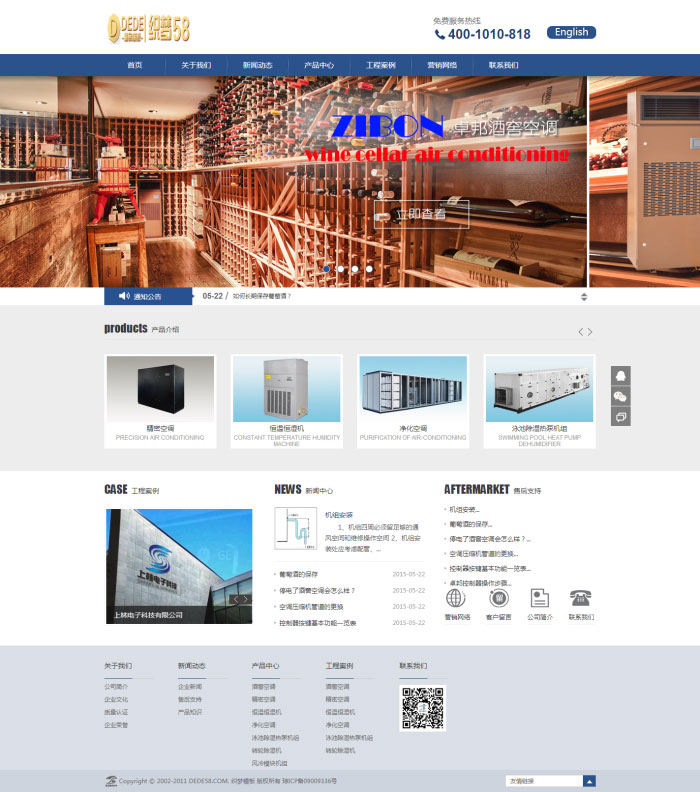 DEDE 织梦58
免费服务热线
400-1010-818
English
首页 关于我们 新闻动态 产品中心 工程案例 营销网络 联系我们
ZIBON 卓邦酒窖空调
wine cellar air conditioning
立即查看
通知公告 05-22 / 如何长期保存葡萄酒？
products 产品介绍
精密空调
PRECISION AIR CONDITIONING
恒温恒湿机
CONSTANT TEMPERATURE HUMIDITY MACHINE
净化空调
PURIFICATION OF AIR-CONDITIONING
泳池除湿热泵机组
SWIMMING POOL HEAT PUMP DEHUMIDIFIER
CASE 工程案例
上赫电子科技
上赫电子科技有限公司
NEWS 新闻中心
机组安装
1、机组四周必须留足够的通
风空间和维修操作空间 2、机组安
装处应考虑配管、...
葡萄酒的保存 2015-05-22
停电了酒窖空调会怎么样？ 2015-05-22
空调压缩机管道的更换 2015-05-22
控制器按键基本功能一览表 2015-05-22
AFTERMARKET 售后支持
机组安装...
葡萄酒的保存...
停电了酒窖空调会怎么样？...
空调压缩机管道的更换...
控制器按键基本功能一览表...
卓邦控制器操作步骤...
营销网络 客户留言 公司简介 联系我们
关于我们
公司简介
企业文化
质量认证
企业荣誉
新闻动态
企业新闻
售后支持
产品知识
产品中心
酒窖空调
精密空调
恒温恒湿机
净化空调
泳池除湿热泵机组
转轮除湿机
风冷模块机组
工程案例
酒窖空调
精密空调
恒温恒湿机
净化空调
泳池除湿热泵机组
转轮除湿机
联系我们
Copyright © 2002-2011 DEDE58.COM. 织梦模板 版权所有 琼ICP备09009336号
友情链接